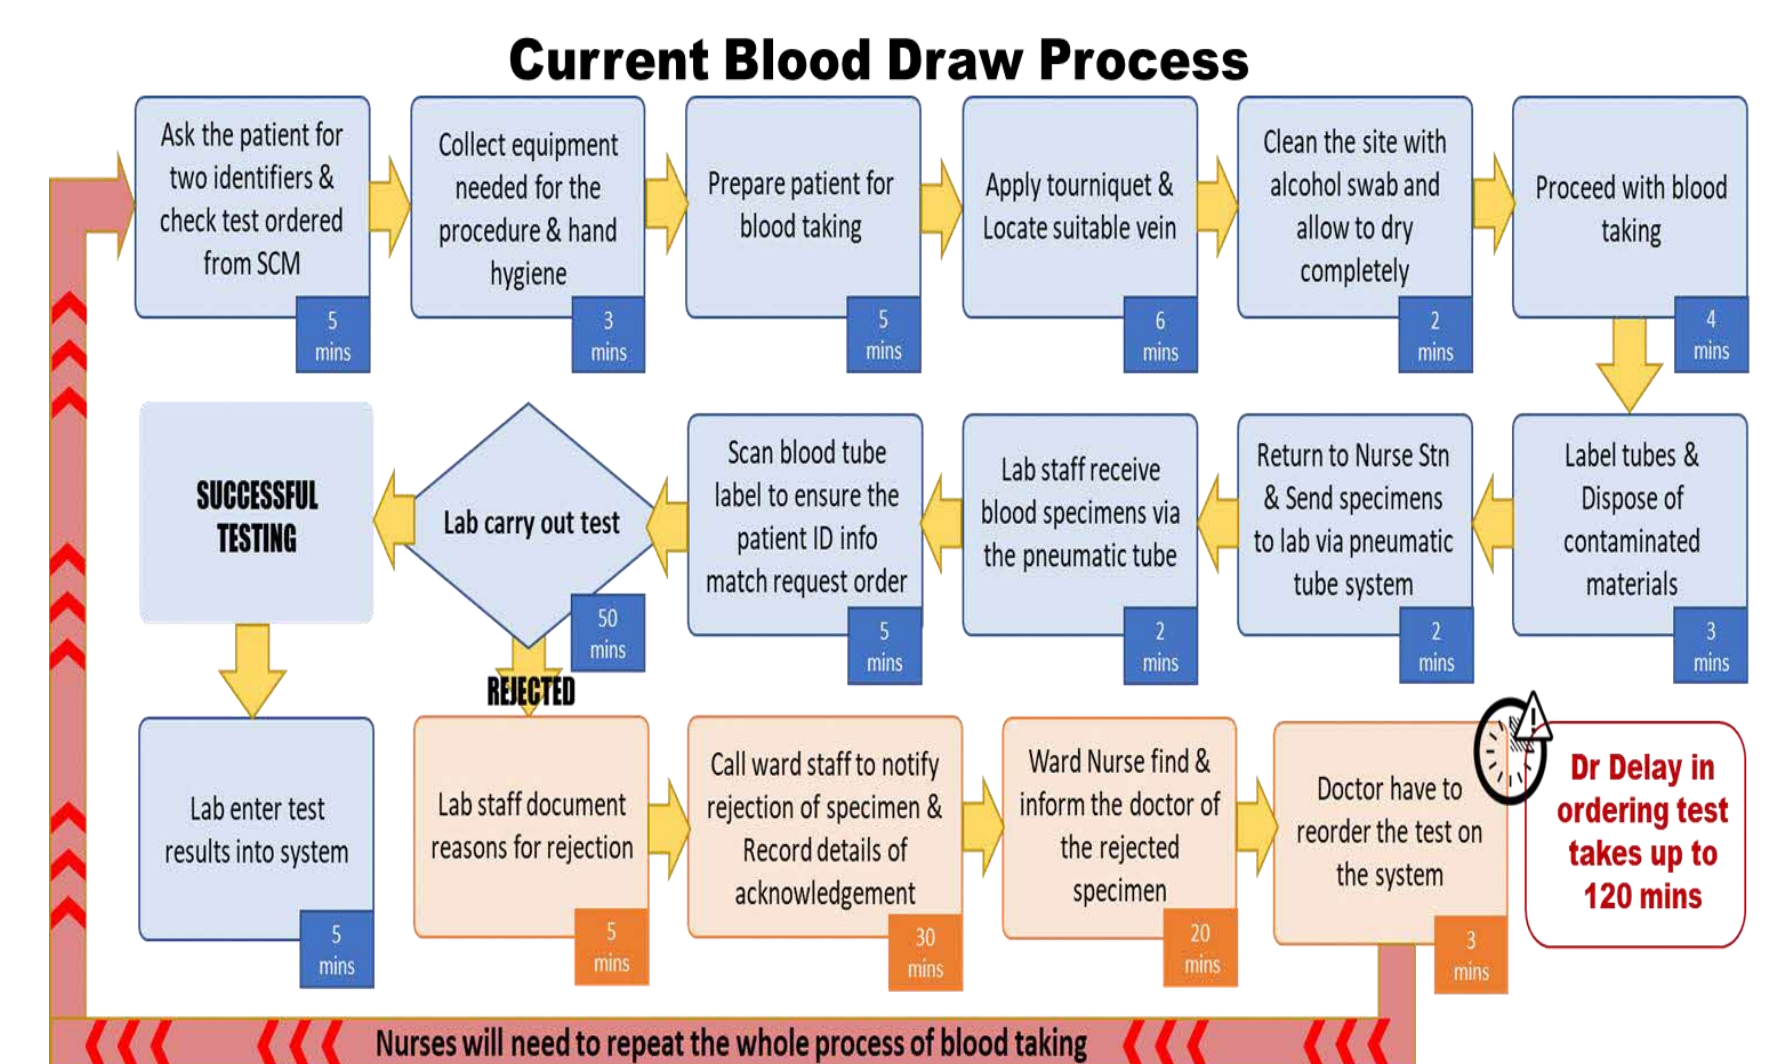 Current Blood Draw Process
Ask the patient for
two identifiers &
check test ordered
from SCM
5
mins
Collect equipment
needed for the
procedure & hand
hygiene
3
mins
Prepare patient for
blood taking
5
mins
Apply tourniquet &
Locate suitable vein
6
mins
Clean the site with
alcohol swab and
allow to dry
completely
2
mins
Proceed with blood
taking
4
mins
Label tubes &
Dispose of
contaminated
materials
3
mins
Return to Nurse Stn
& Send specimens
to lab via pneumatic
tube system
2
mins
Lab staff receive
blood specimens via
the pneumatic tube
2
mins
Scan blood tube
label to ensure the
patient ID info
match request order
5
mins
Lab carry out test
50
mins
SUCCESSFUL
TESTING
Lab enter test
results into system
5
mins
REJECTED
Lab staff document
reasons for rejection
5
mins
Call ward staff to notify
rejection of specimen &
Record details of
acknowledgement
30
mins
Ward Nurse find &
inform the doctor of
the rejected
specimen
20
mins
Doctor have to
reorder the test on
the system
3
mins
!
Dr Delay in
ordering test
takes up to
120 mins
Nurses will need to repeat the whole process of blood taking